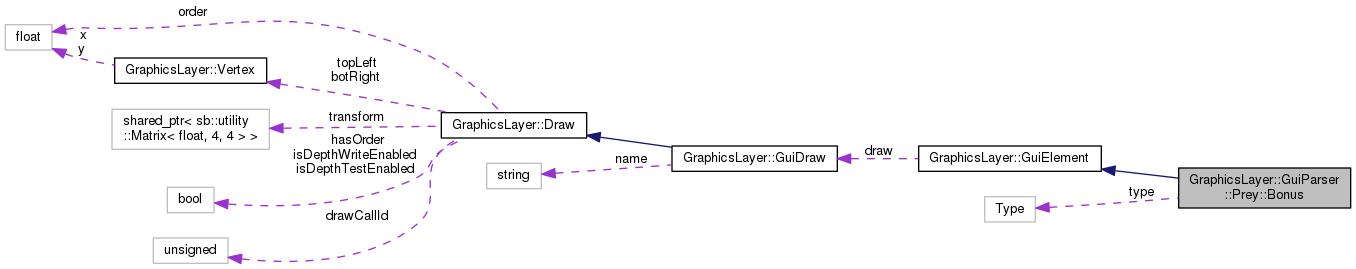 order
float
x
y
GraphicsLayer::Vertex
topLeft
botRight
shared_ptr< sb::utility
::Matrix< float, 4, 4 > >
transform
GraphicsLayer::Draw
hasOrder
isDepthWriteEnabled
isDepthTestEnabled
bool
drawCallId
unsigned
string
name
GraphicsLayer::GuiDraw
draw
GraphicsLayer::GuiElement
Type
type
GraphicsLayer::GuiParser
::Prey::Bonus